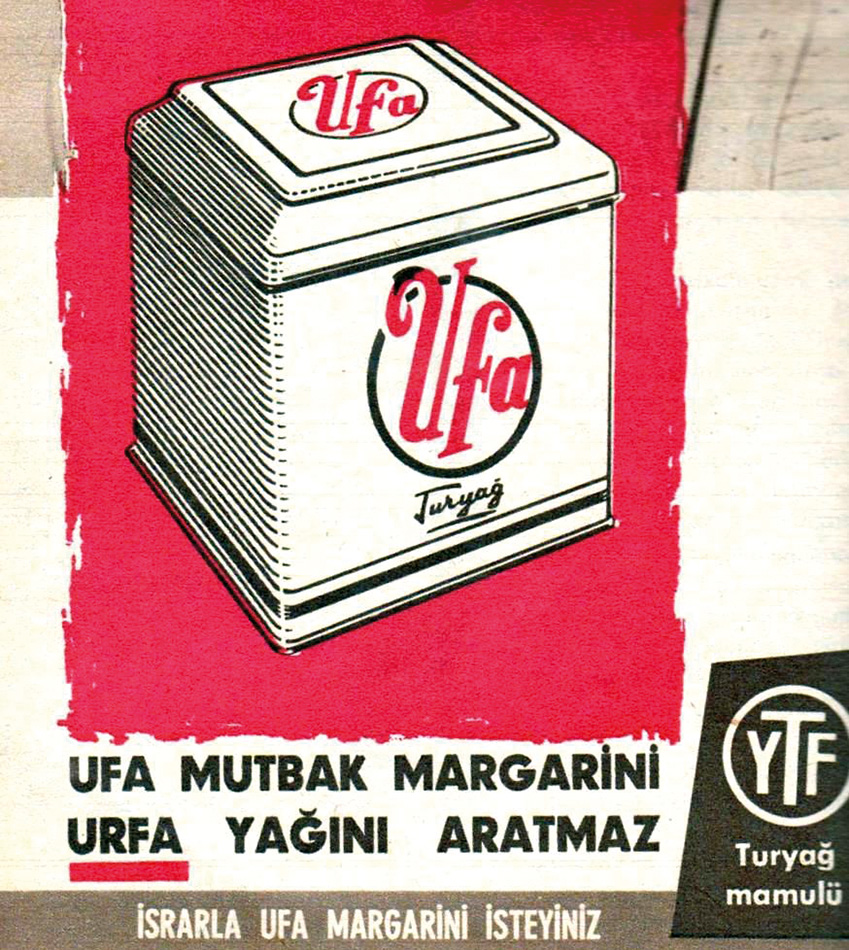 Ufa
Ufa
Turyağ
UFA MUTBAK MARGARİNİ
URFA YAĞINI ARATMAZ
YTF
Turyağ
mamulü
İSRARLA UFA MARGARİNİ İSTEYİNİZ